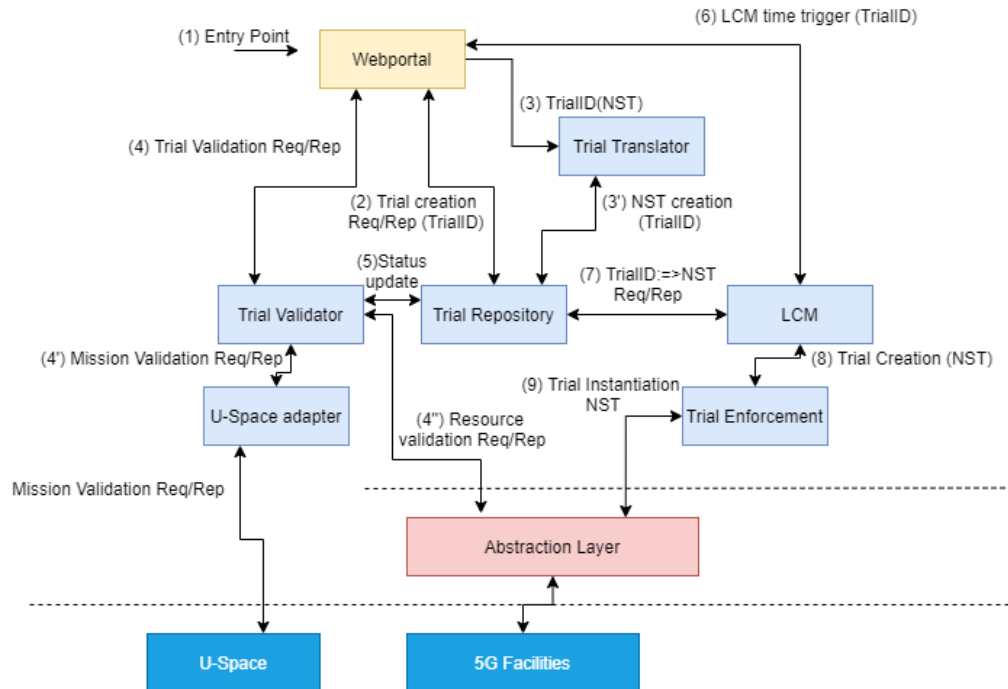 (6) LCM time trigger (TrialID)
(1) Entry Point
Webportal
(3) TrialID(NST)
(4) Trial Validation Req/Rep
Trial Translator
(2) Trial creation
Req/Rep (TrialID)
(3') NST creation
(TrialID)
(5)Status
update
(7) TrialID:=>NST
Req/Rep
Trial Validator
Trial Repository
LCM
(4') Mission Validation Req/Rep
(8) Trial Creation (NST)
(9) Trial Instantiation
NST
U-Space adapter
(4'') Resource
validation Req/Rep
Trial Enforcement
Mission Validation Req/Rep
Abstraction Layer
U-Space
5G Facilities